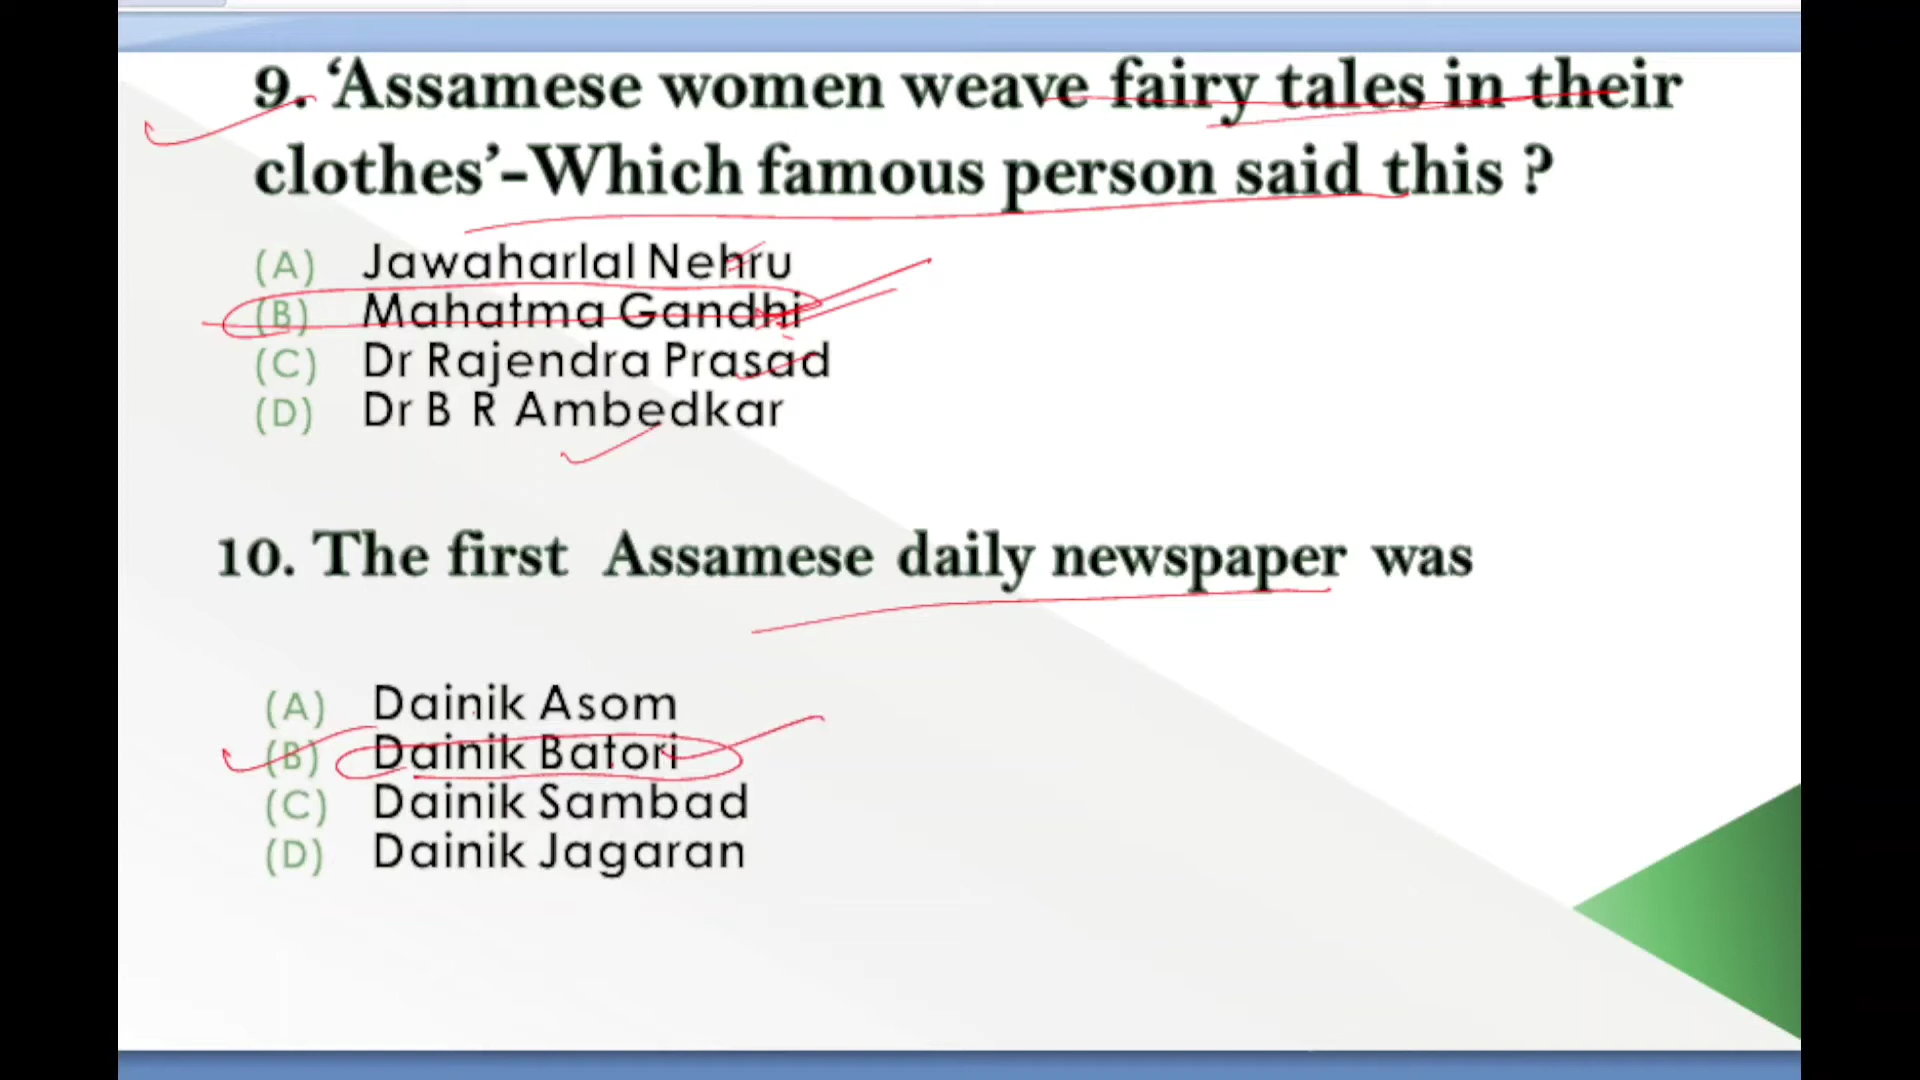 9. ‘Assamese women weave fairy tales in their
clothes’-Which famous person said this ?
(A) Jawaharlal Nehru
(B) Mahatma Gandhi
(C) Dr Rajendra Prasad
(D) Dr B R Ambedkar
10. The first Assamese daily newspaper was
(A) Dainik Asom
(B) Dainik Batori
(C) Dainik Sambad
(D) Dainik Jagaran